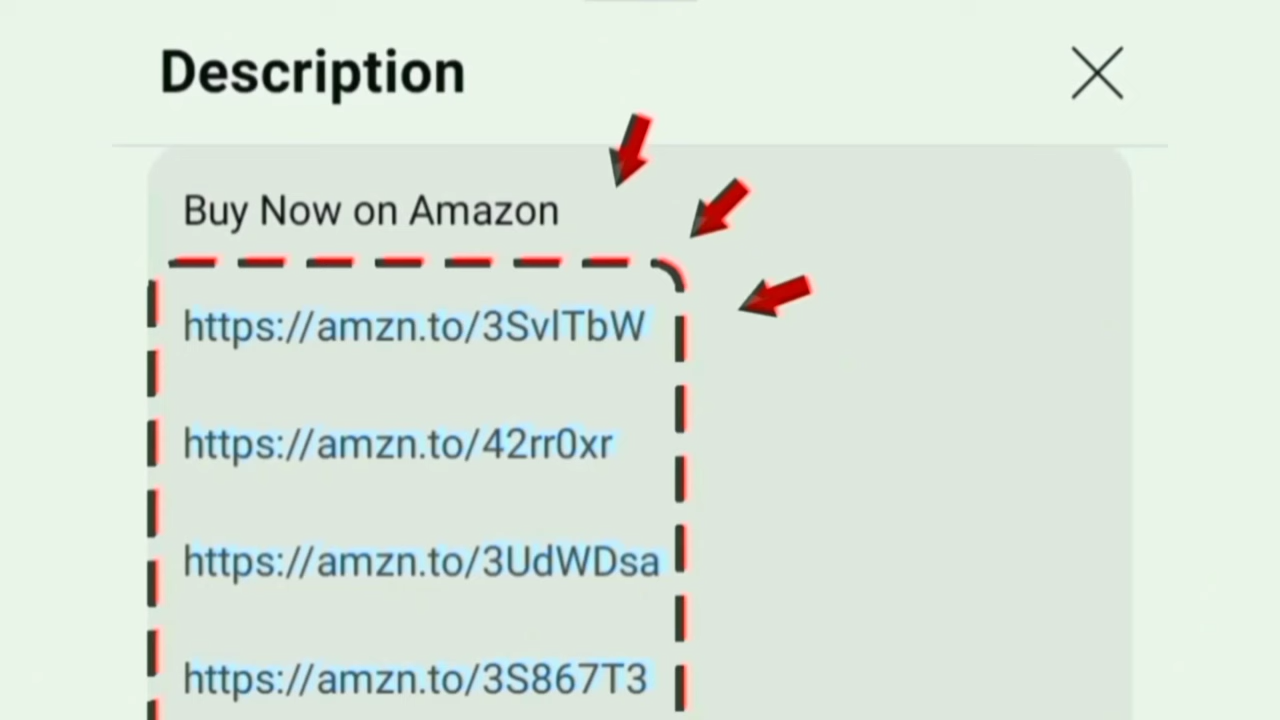 Description
Buy Now on Amazon
https://amzn.to/3SvlTbW
https://amzn.to/42rr0xr
https://amzn.to/3UdWDsa
https://amzn.to/3S867T3